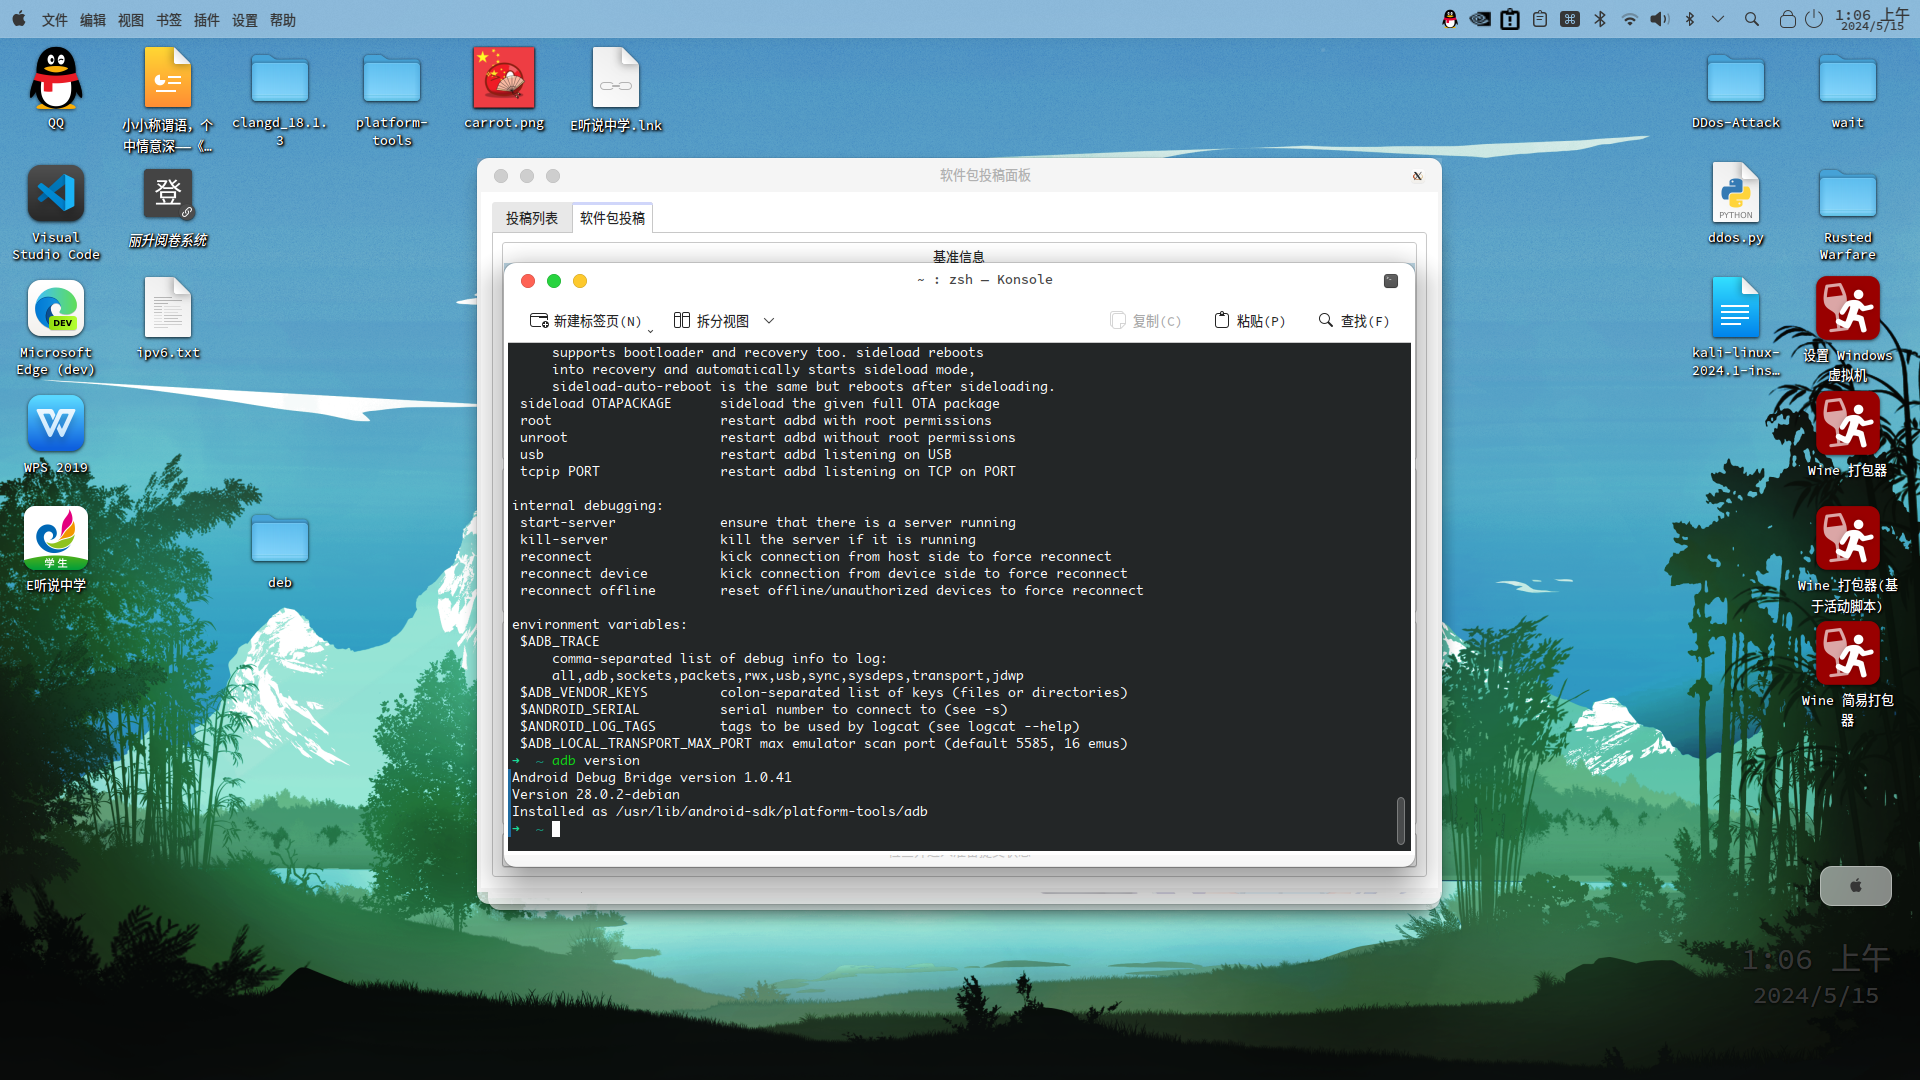 文件 编辑 视图 书签 插件 设置 帮助
1:06 上午
2024/5/15
QQ
小小称谓语，个
中情意深——《…
clangd_18.1.
3
platform-
tools
carrot.png
E听说中学.lnk
DDos-Attack
wait
Visual
Studio Code
登
丽升阅卷系统
PYTHON
ddos.py
Rusted
Warfare
DEV
Microsoft
Edge (dev)
ipv6.txt
kali-linux-
2024.1-ins…
设置 Windows
虚拟机
WPS 2019
Wine 打包器
学生
E听说中学
deb
Wine 打包器(基
于活动脚本)
Wine 简易打包
器
软件包投稿面板
投稿列表 软件包投稿
基准信息
~ : zsh — Konsole
新建标签页(N) 拆分视图 复制(C) 粘贴(P) 查找(F)
supports bootloader and recovery too. sideload reboots
into recovery and automatically starts sideload mode,
sideload-auto-reboot is the same but reboots after sideloading.
sideload OTAPACKAGE sideload the given full OTA package
root restart adbd with root permissions
unroot restart adbd without root permissions
usb restart adbd listening on USB
tcpip PORT restart adbd listening on TCP on PORT
internal debugging:
start-server ensure that there is a server running
kill-server kill the server if it is running
reconnect kick connection from host side to force reconnect
reconnect device kick connection from device side to force reconnect
reconnect offline reset offline/unauthorized devices to force reconnect
environment variables:
$ADB_TRACE
comma-separated list of debug info to log:
all,adb,sockets,packets,rwx,usb,sync,sysdeps,transport,jdwp
$ADB_VENDOR_KEYS colon-separated list of keys (files or directories)
$ANDROID_SERIAL serial number to connect to (see -s)
$ANDROID_LOG_TAGS tags to be used by logcat (see logcat --help)
$ADB_LOCAL_TRANSPORT_MAX_PORT max emulator scan port (default 5585, 16 emus)
➜ ~ adb version
Android Debug Bridge version 1.0.41
Version 28.0.2-debian
Installed as /usr/lib/android-sdk/platform-tools/adb
➜ ~
1:06 上午
2024/5/15